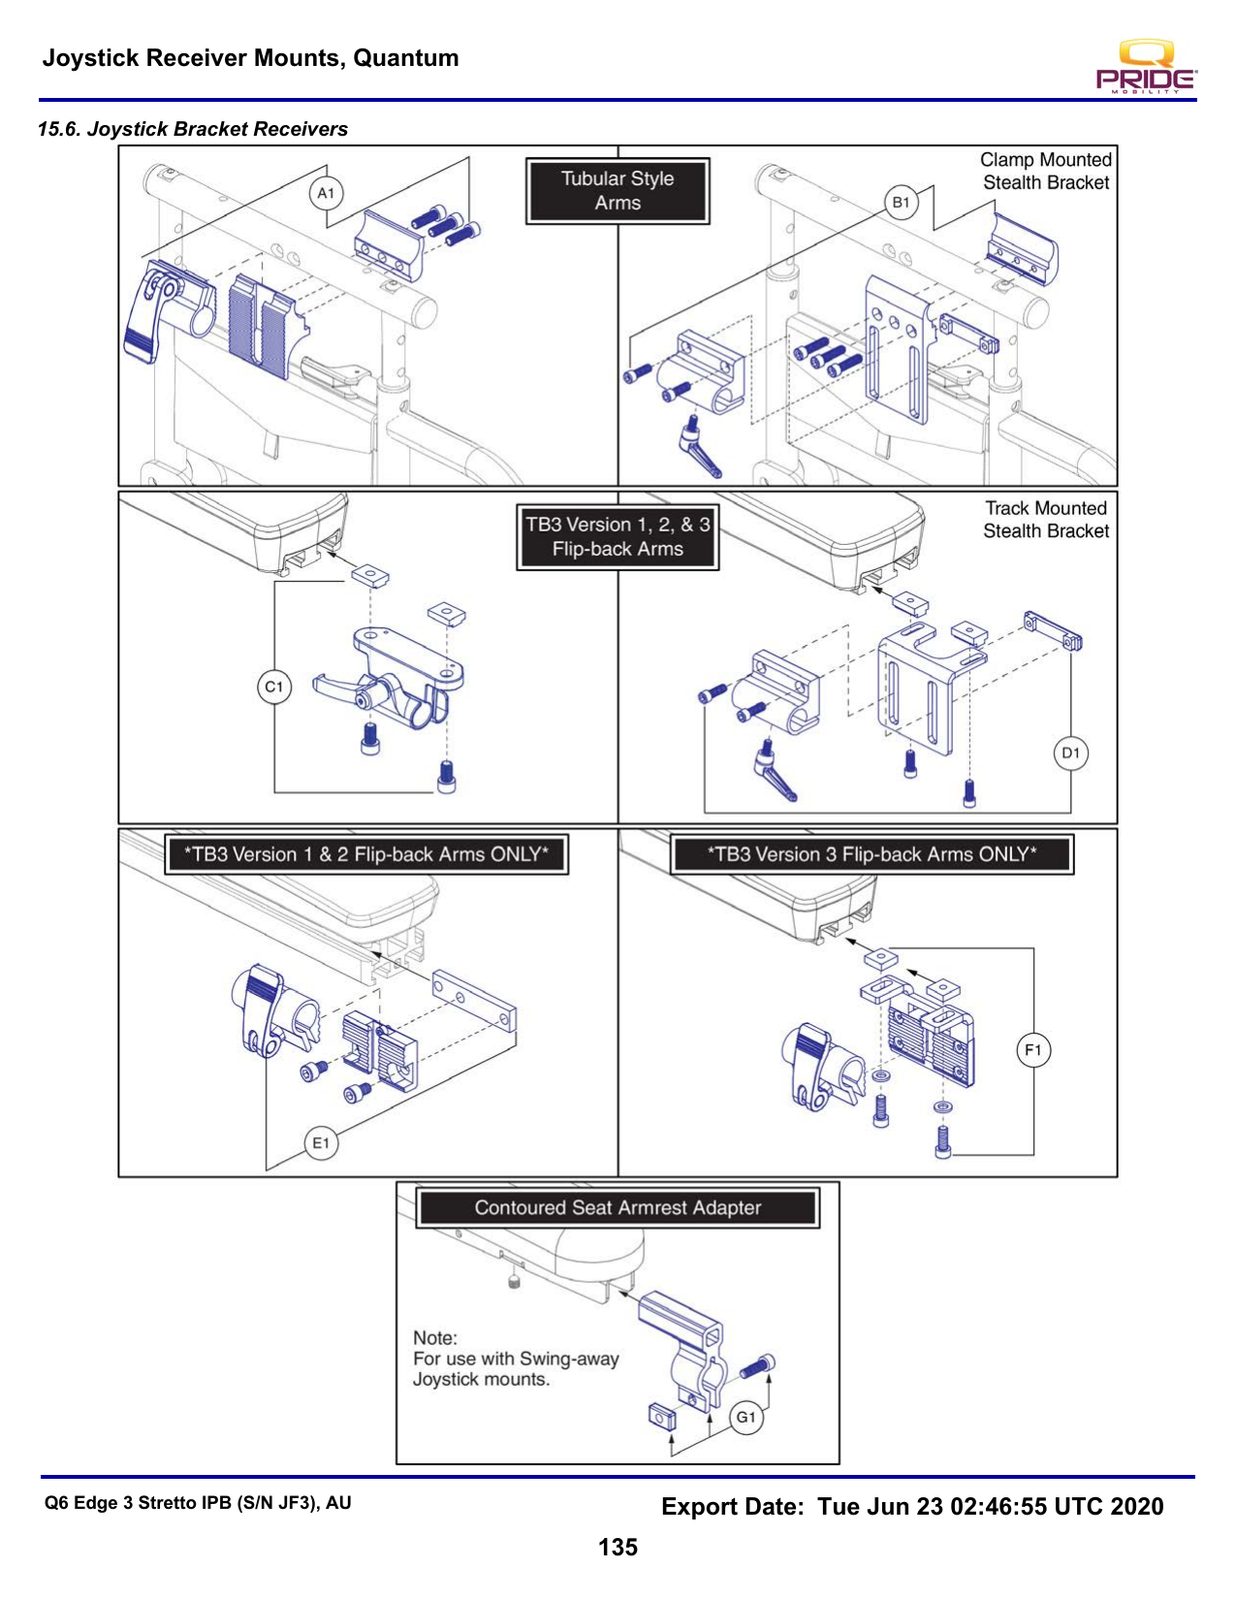 Joystick Receiver Mounts, Quantum
Q
PRIDE
MOBILITY
15.6. Joystick Bracket Receivers
Tubular Style
Arms
Clamp Mounted
Stealth Bracket
A1
B1
TB3 Version 1, 2, & 3
Flip-back Arms
Track Mounted
Stealth Bracket
C1
D1
*TB3 Version 1 & 2 Flip-back Arms ONLY*
*TB3 Version 3 Flip-back Arms ONLY*
E1
F1
Contoured Seat Armrest Adapter
Note:
For use with Swing-away
Joystick mounts.
G1
Q6 Edge 3 Stretto IPB (S/N JF3), AU
Export Date: Tue Jun 23 02:46:55 UTC 2020
135